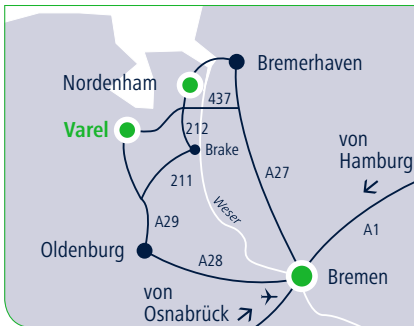 Bremerhaven
Nordenham
437
Varel
212
Brake
von
Hamburg
211
A27
Weser
A29
A1
Oldenburg
A28
Bremen
von
Osnabrück